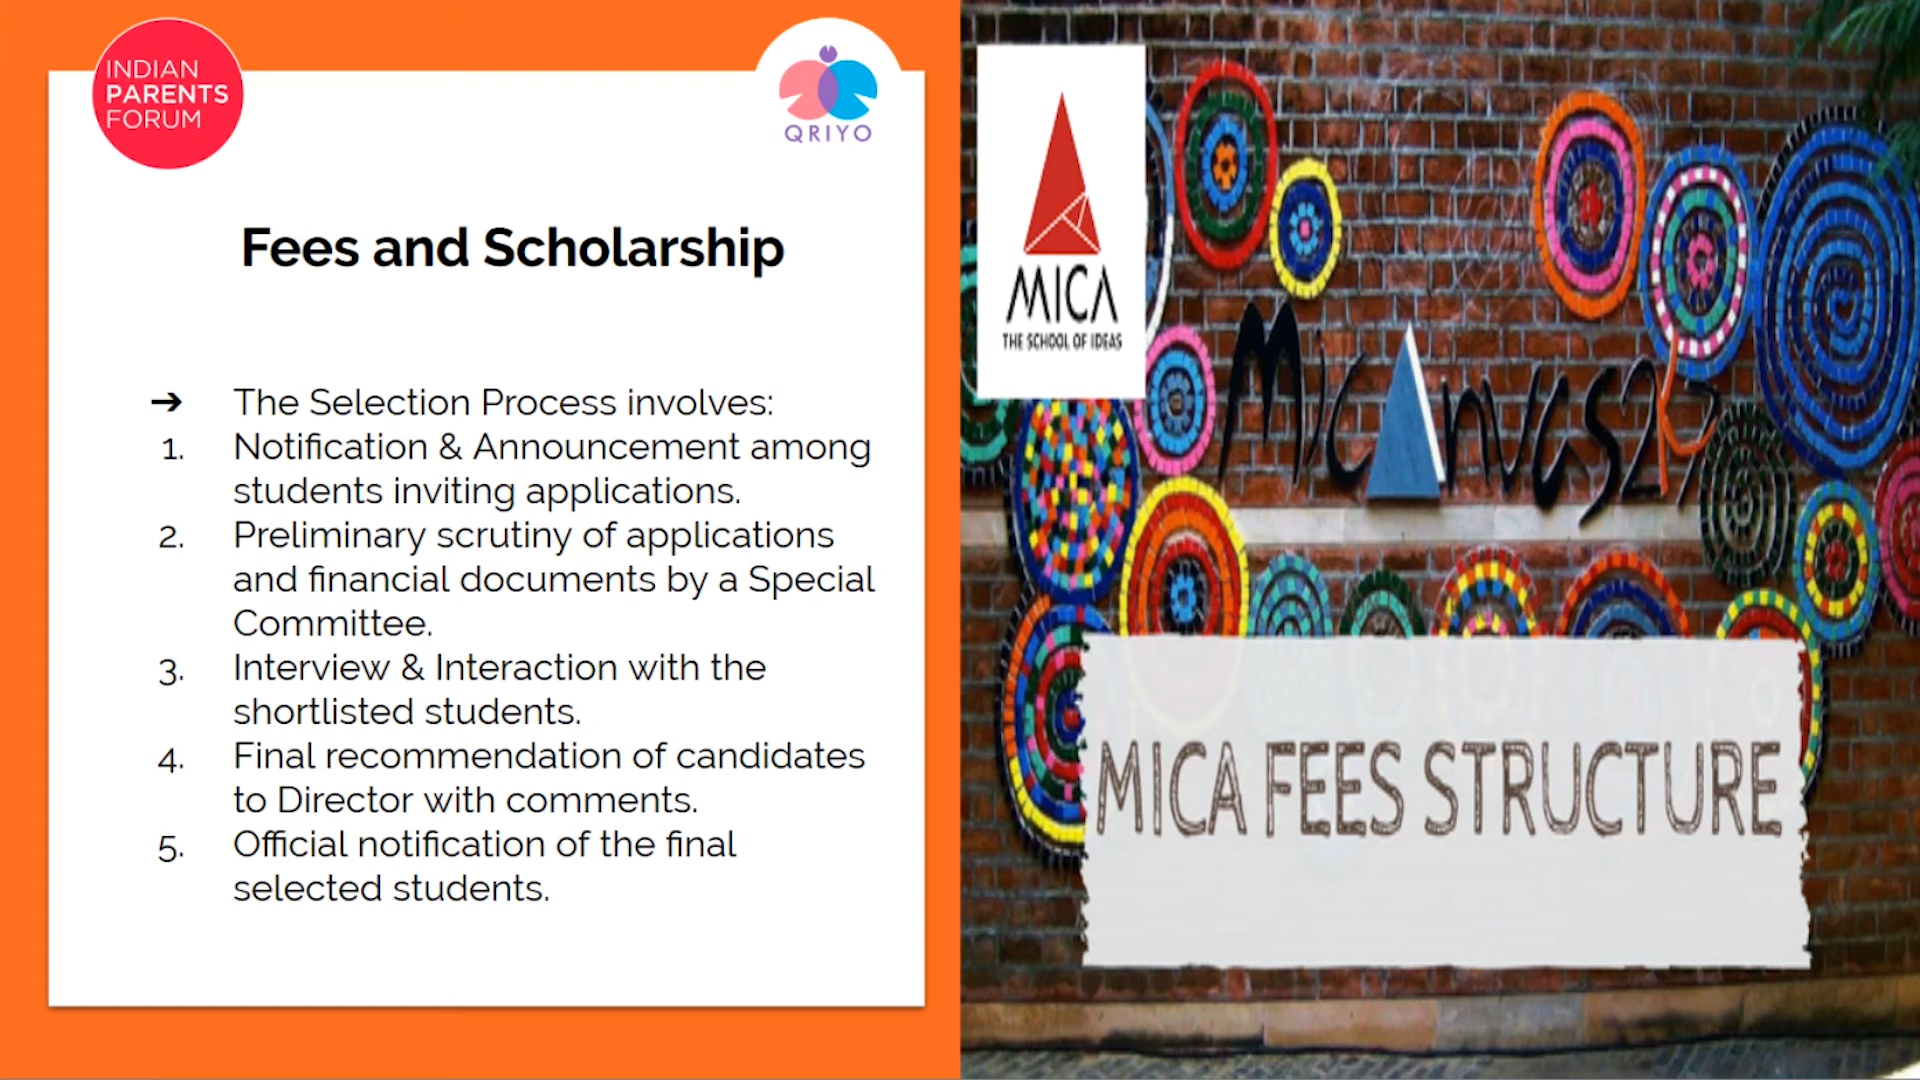 INDIAN
PARENTS
FORUM
QRIYO
Fees and Scholarship
➔ The Selection Process involves:
1. Notification & Announcement among
students inviting applications.
2. Preliminary scrutiny of applications
and financial documents by a Special
Committee.
3. Interview & Interaction with the
shortlisted students.
4. Final recommendation of candidates
to Director with comments.
5. Official notification of the final
selected students.
MICA
THE SCHOOL OF IDEAS
MICANVAS
MICA FEES STRUCTURE